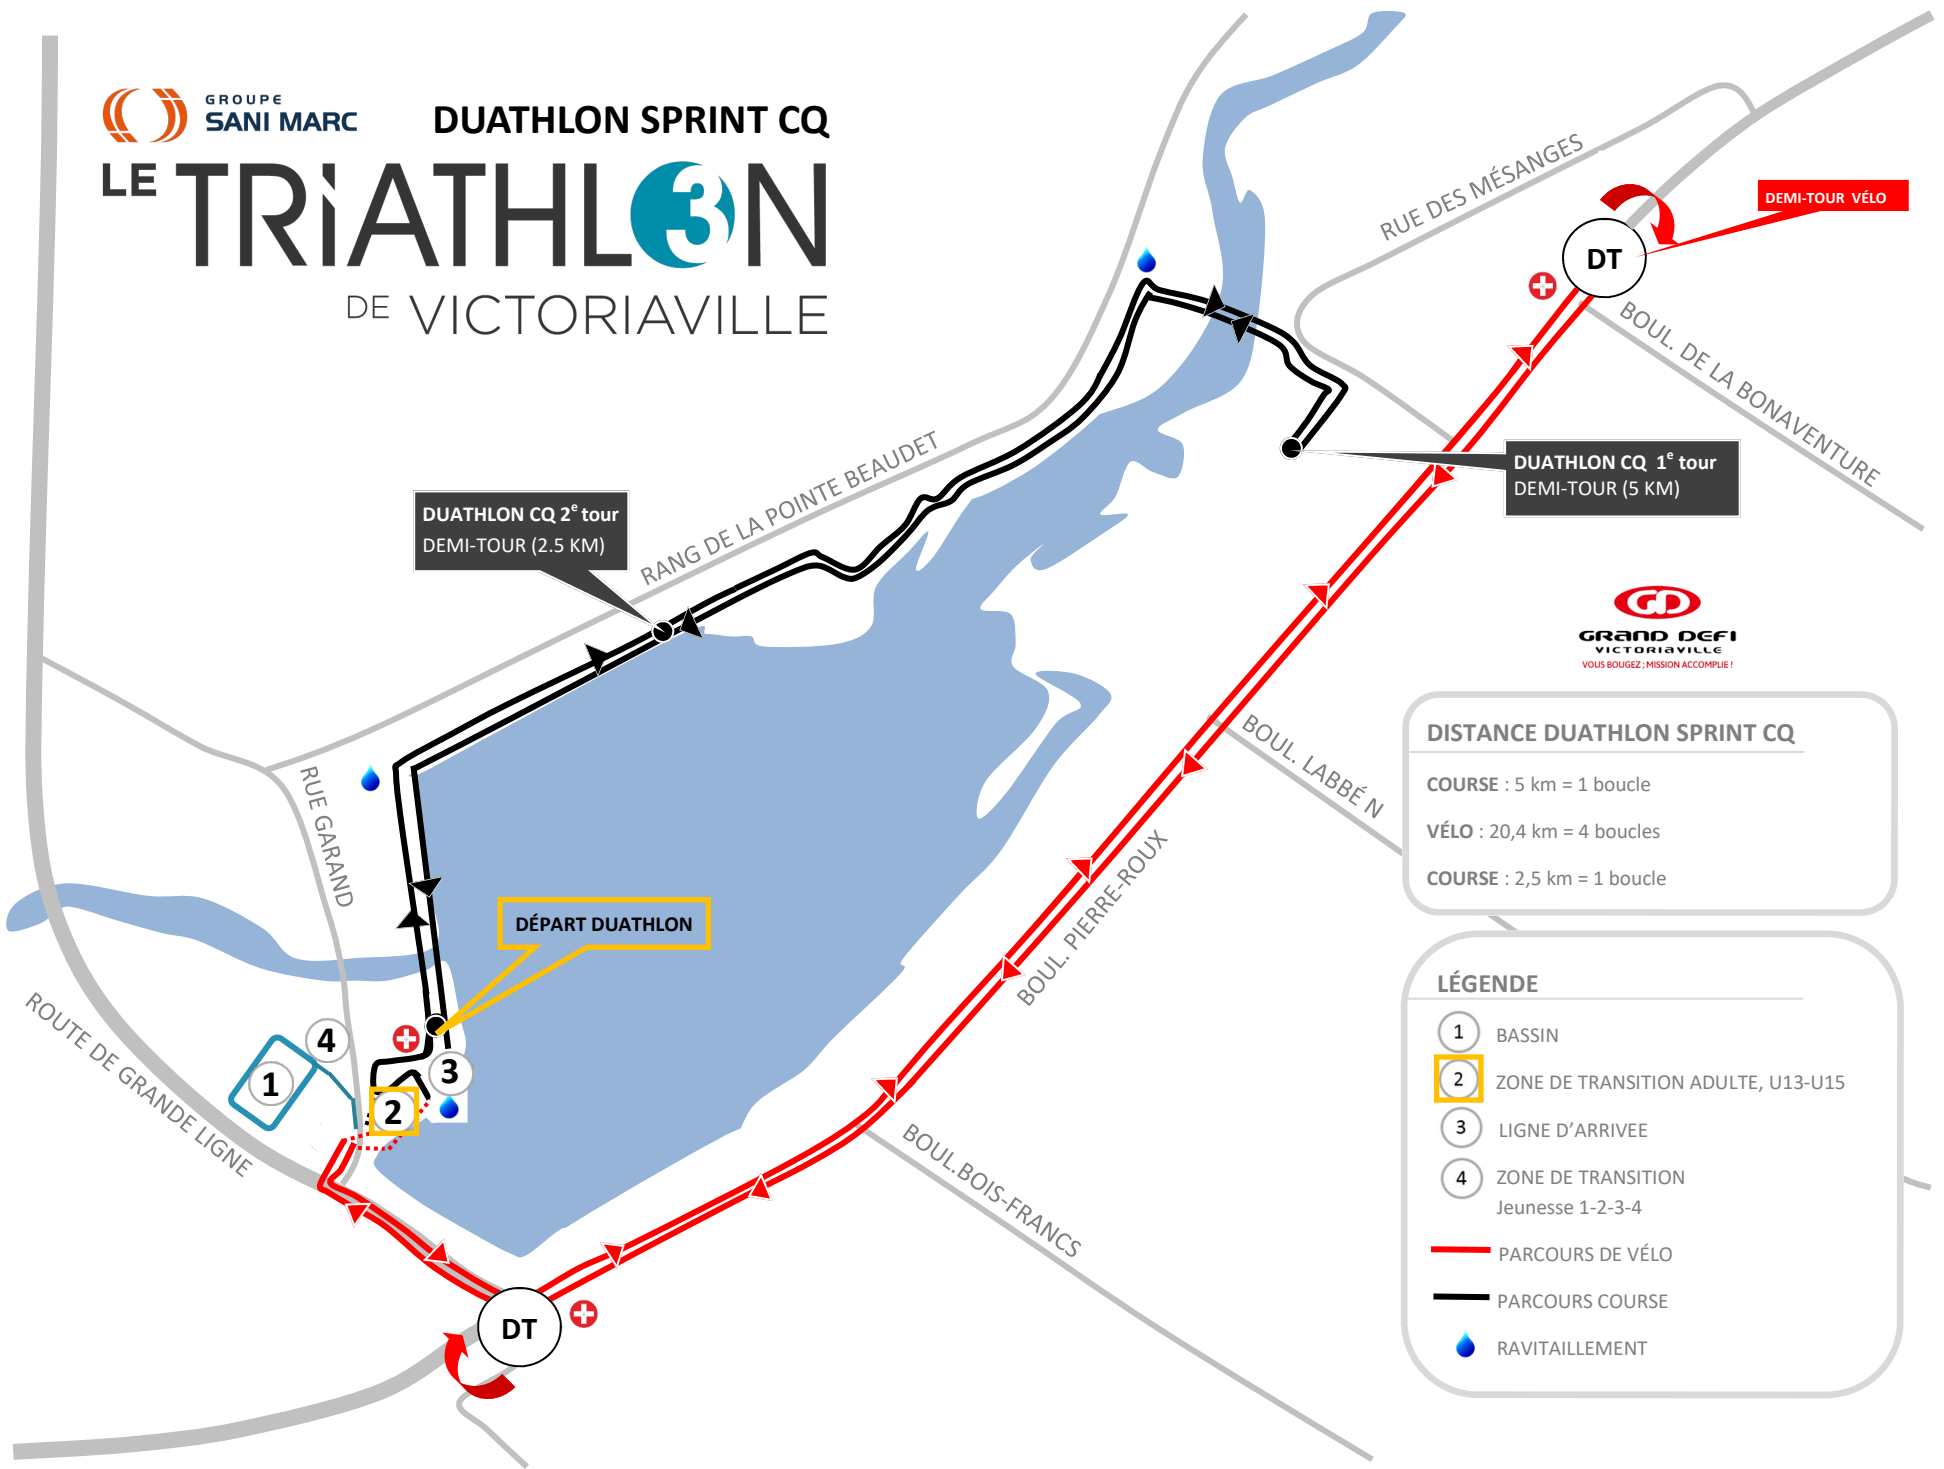 GROUPE
SANI MARC
DUATHLON SPRINT CQ
LE TRiATHL3N
DE VICTORIAVILLE
RUE DES MÉSANGES
DEMI-TOUR VÉLO
DT
BOUL. DE LA BONAVENTURE
RANG DE LA POINTE BEAUDET
DUATHLON CQ 1e tour
DEMI-TOUR (5 KM)
DUATHLON CQ 2e tour
DEMI-TOUR (2.5 KM)
GD
GRAND DEFI
VICTORIAVILLE
VOUS BOUGEZ ; MISSION ACCOMPLIE !
BOUL. LABBÉ N
DISTANCE DUATHLON SPRINT CQ
COURSE : 5 km = 1 boucle
VÉLO : 20,4 km = 4 boucles
COURSE : 2,5 km = 1 boucle
RUE GARAND
BOUL. PIERRE-ROUX
DÉPART DUATHLON
ROUTE DE GRANDE LIGNE
4
1
3
2
BOUL.BOIS-FRANCS
DT
LÉGENDE
1 BASSIN
2 ZONE DE TRANSITION ADULTE, U13-U15
3 LIGNE D'ARRIVEE
4 ZONE DE TRANSITION
Jeunesse 1-2-3-4
PARCOURS DE VÉLO
PARCOURS COURSE
RAVITAILLEMENT